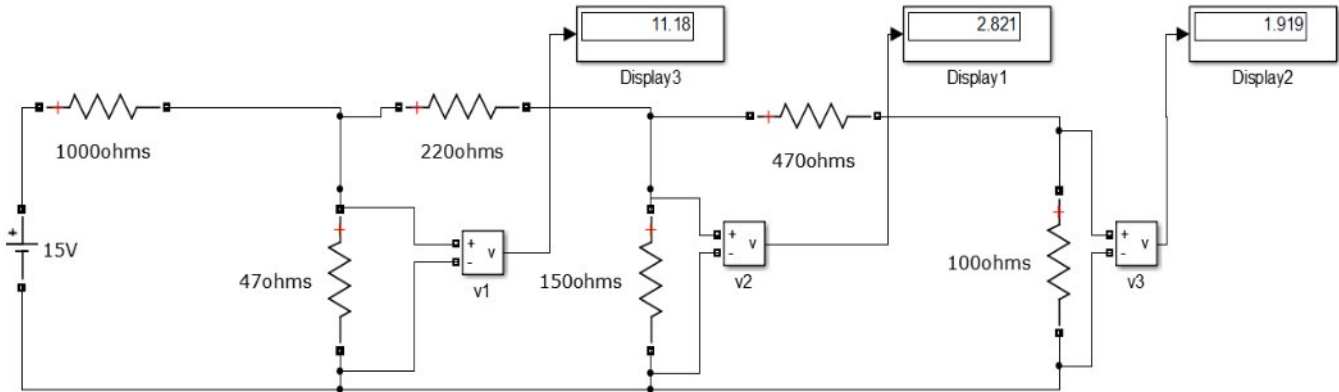 11.18
2.821
1.919
Display3
Display1
Display2
1000ohms
220ohms
470ohms
15V
47ohms
+
-
v
v1
150ohms
+
-
v
v2
100ohms
+
-
v
v3